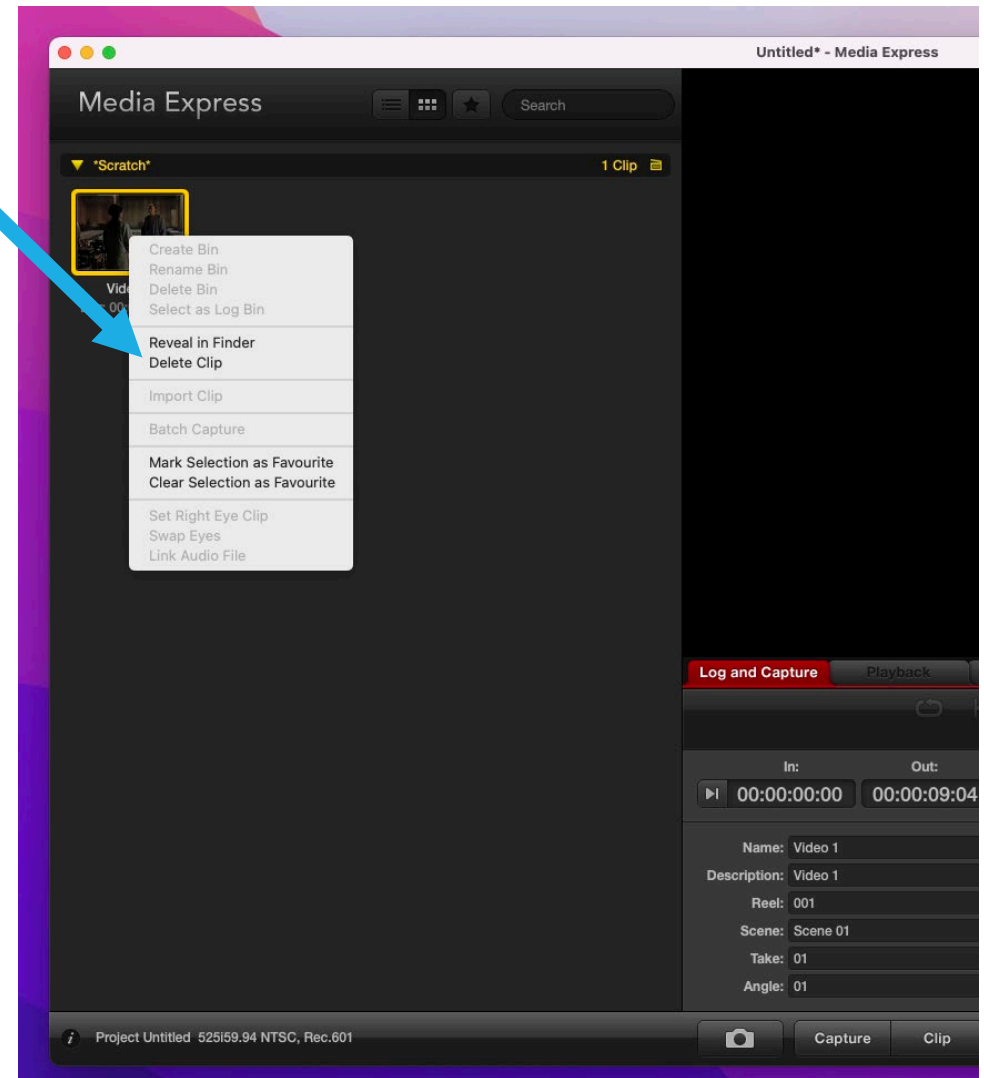 Untitled* - Media Express
Media Express
Search
*Scratch*
1 Clip
Create Bin
Rename Bin
Delete Bin
Select as Log Bin
Reveal in Finder
Delete Clip
Import Clip
Batch Capture
Mark Selection as Favourite
Clear Selection as Favourite
Set Right Eye Clip
Swap Eyes
Link Audio File
Vid
00:
Log and Capture
Playback
In:
Out:
00:00:00:00
00:00:09:04
Name: Video 1
Description: Video 1
Reel: 001
Scene: Scene 01
Take: 01
Angle: 01
i Project Untitled 525i59.94 NTSC, Rec.601
Capture
Clip